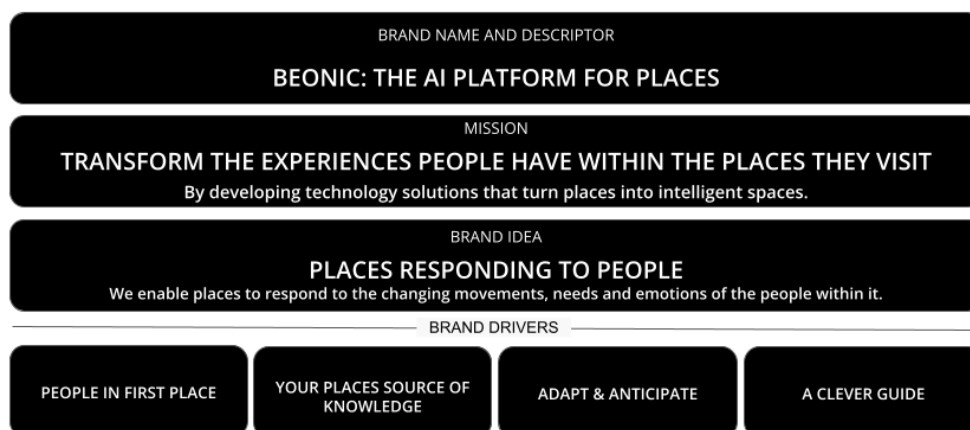 BRAND NAME AND DESCRIPTOR
BEONIC: THE AI PLATFORM FOR PLACES
MISSION
TRANSFORM THE EXPERIENCES PEOPLE HAVE WITHIN THE PLACES THEY VISIT
By developing technology solutions that turn places into intelligent spaces.
BRAND IDEA
PLACES RESPONDING TO PEOPLE
We enable places to respond to the changing movements, needs and emotions of the people within it.
BRAND DRIVERS
PEOPLE IN FIRST PLACE
YOUR PLACES SOURCE OF
KNOWLEDGE
ADAPT & ANTICIPATE
A CLEVER GUIDE